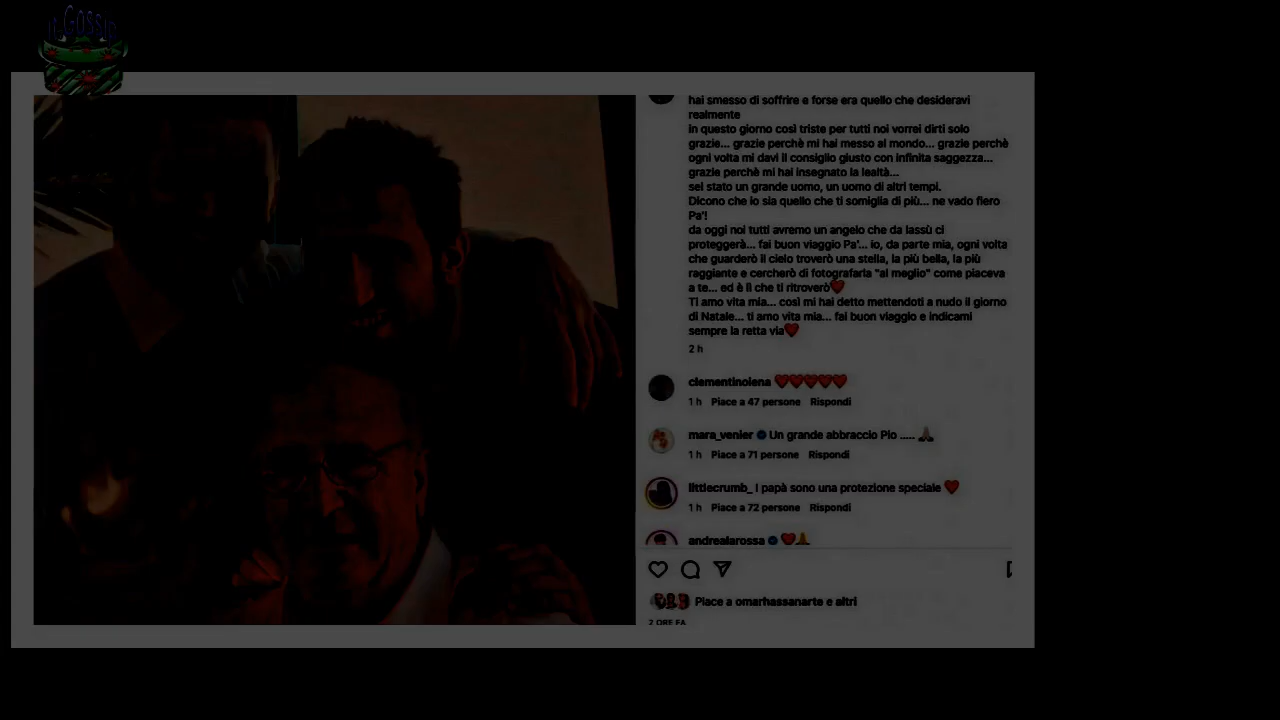 IL GOSSIP
hai smesso di soffrire e forse era quello che desideravi
realmente
in questo giorno così triste per tutti noi vorrei dirti solo
grazie... grazie perchè mi hai messo al mondo... grazie perchè
ogni volta mi davi il consiglio giusto con infinita saggezza...
grazie perchè mi hai insegnato la lealtà...
sei stato un grande uomo, un uomo di altri tempi.
Dicono che io sia quello che ti somiglia di più... ne vado fiero
Pa'!
da oggi noi tutti avremo un angelo che da lassù ci
proteggerà... fai buon viaggio Pa'... io, da parte mia, ogni volta
che guarderò il cielo troverò una stella, la più bella, la più
raggiante e cercherò di fotografarla "al meglio" come piaceva
a te... ed è lì che ti ritroverò❤️
Ti amo vita mia... così mi hai detto mettendoti a nudo il giorno
di Natale... ti amo vita mia... fai buon viaggio e indicami
sempre la retta via❤️
2 h
clementinoiena ❤️❤️❤️❤️❤️
1 h Piace a 47 persone Rispondi
mara_venier Un grande abbraccio Pio ..... 🙏
1 h Piace a 71 persone Rispondi
littlecrumb_ I papà sono una protezione speciale ❤️
1 h Piace a 72 persone Rispondi
andrealarossa ❤️🙏
Piace a omarhassanarte e altri
2 ORE FA